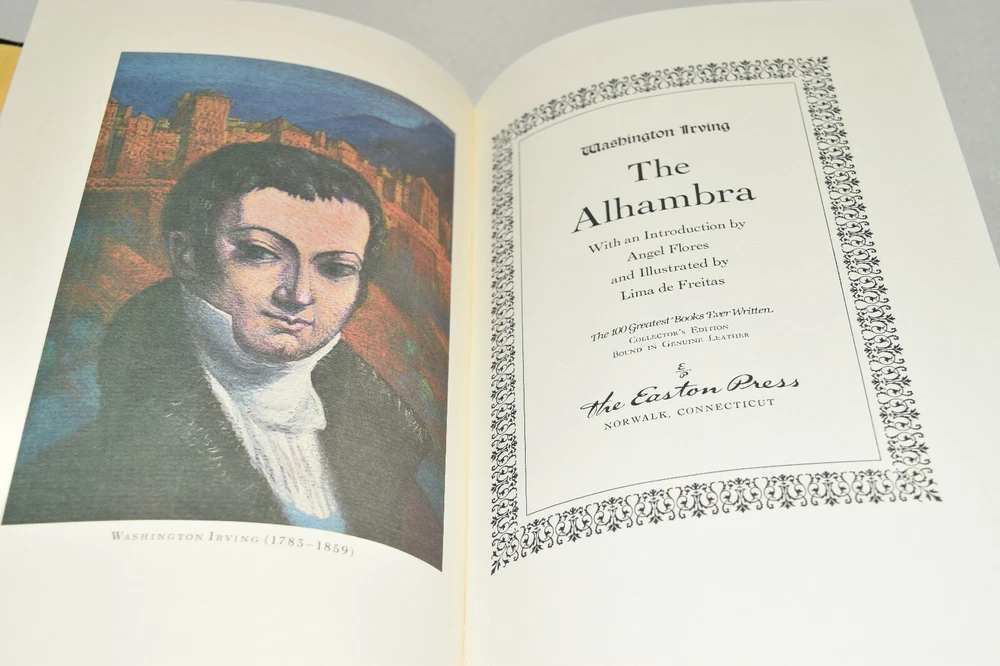 WASHINGTON IRVING (1783–1859)
Washington Irving
The
Alhambra
With an Introduction by
Angel Flores
and Illustrated by
Lima de Freitas
The 100 Greatest Books Ever Written
COLLECTOR'S EDITION
BOUND IN GENUINE LEATHER
The Easton Press
NORWALK, CONNECTICUT